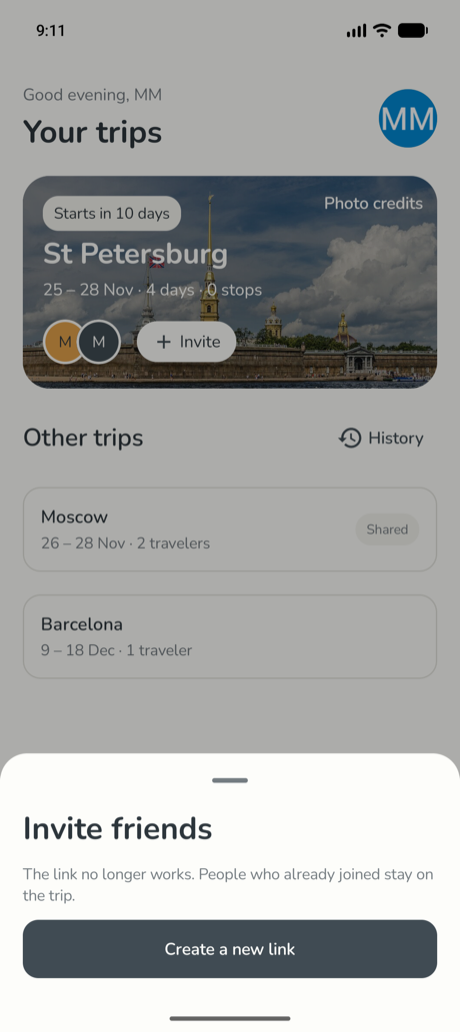 9:11
Good evening, MM
Your trips
MM
Starts in 10 days
Photo credits
St Petersburg
25 – 28 Nov · 4 days · 0 stops
M
M
+ Invite
Other trips
History
Moscow
26 – 28 Nov · 2 travelers
Shared
Barcelona
9 – 18 Dec · 1 traveler
Invite friends
The link no longer works. People who already joined stay on
the trip.
Create a new link